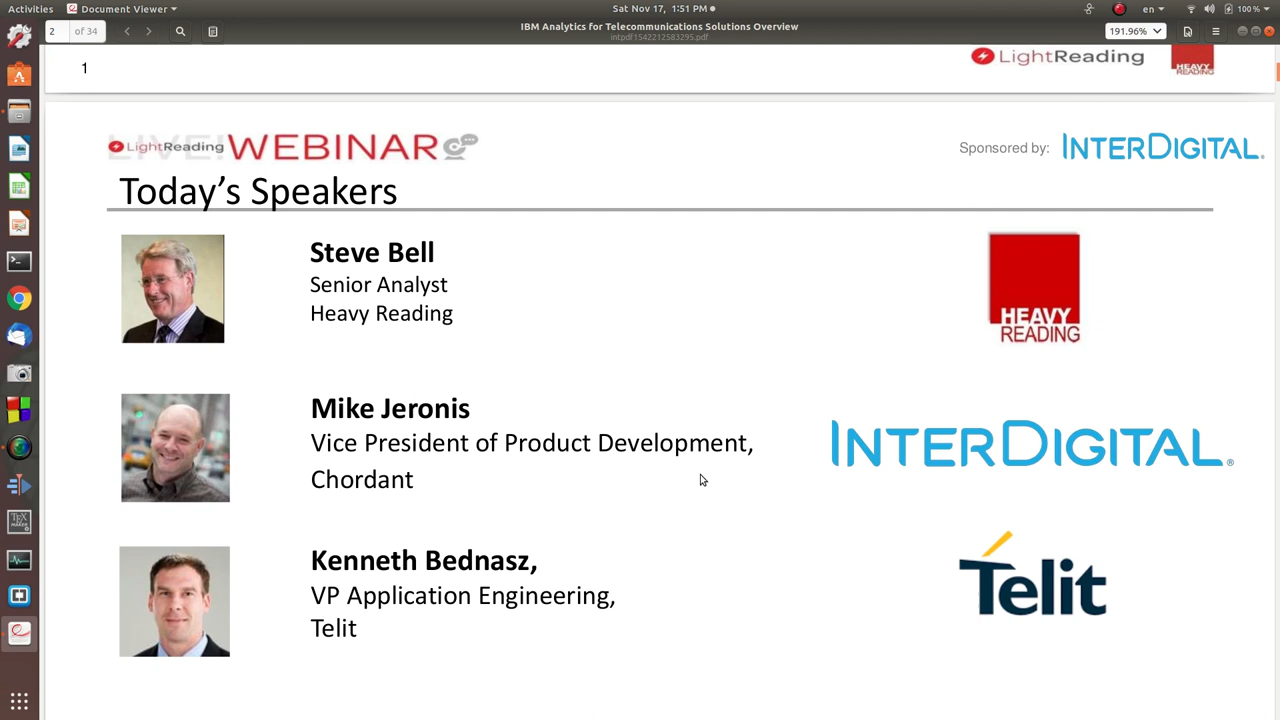 Activities Document Viewer Sat Nov 17, 1:51 PM en 100%
2 of 34 IBM Analytics for Telecommunications Solutions Overview 191.96%
intpdf1542212583295.pdf
1 LightReading HEAVY READING
LIVE! LightReading WEBINAR Sponsored by: INTERDIGITAL.
Today’s Speakers
Steve Bell
Senior Analyst
Heavy Reading
HEAVY
READING
Mike Jeronis
Vice President of Product Development,
Chordant
INTERDIGITAL®
Kenneth Bednasz,
VP Application Engineering,
Telit
Telit